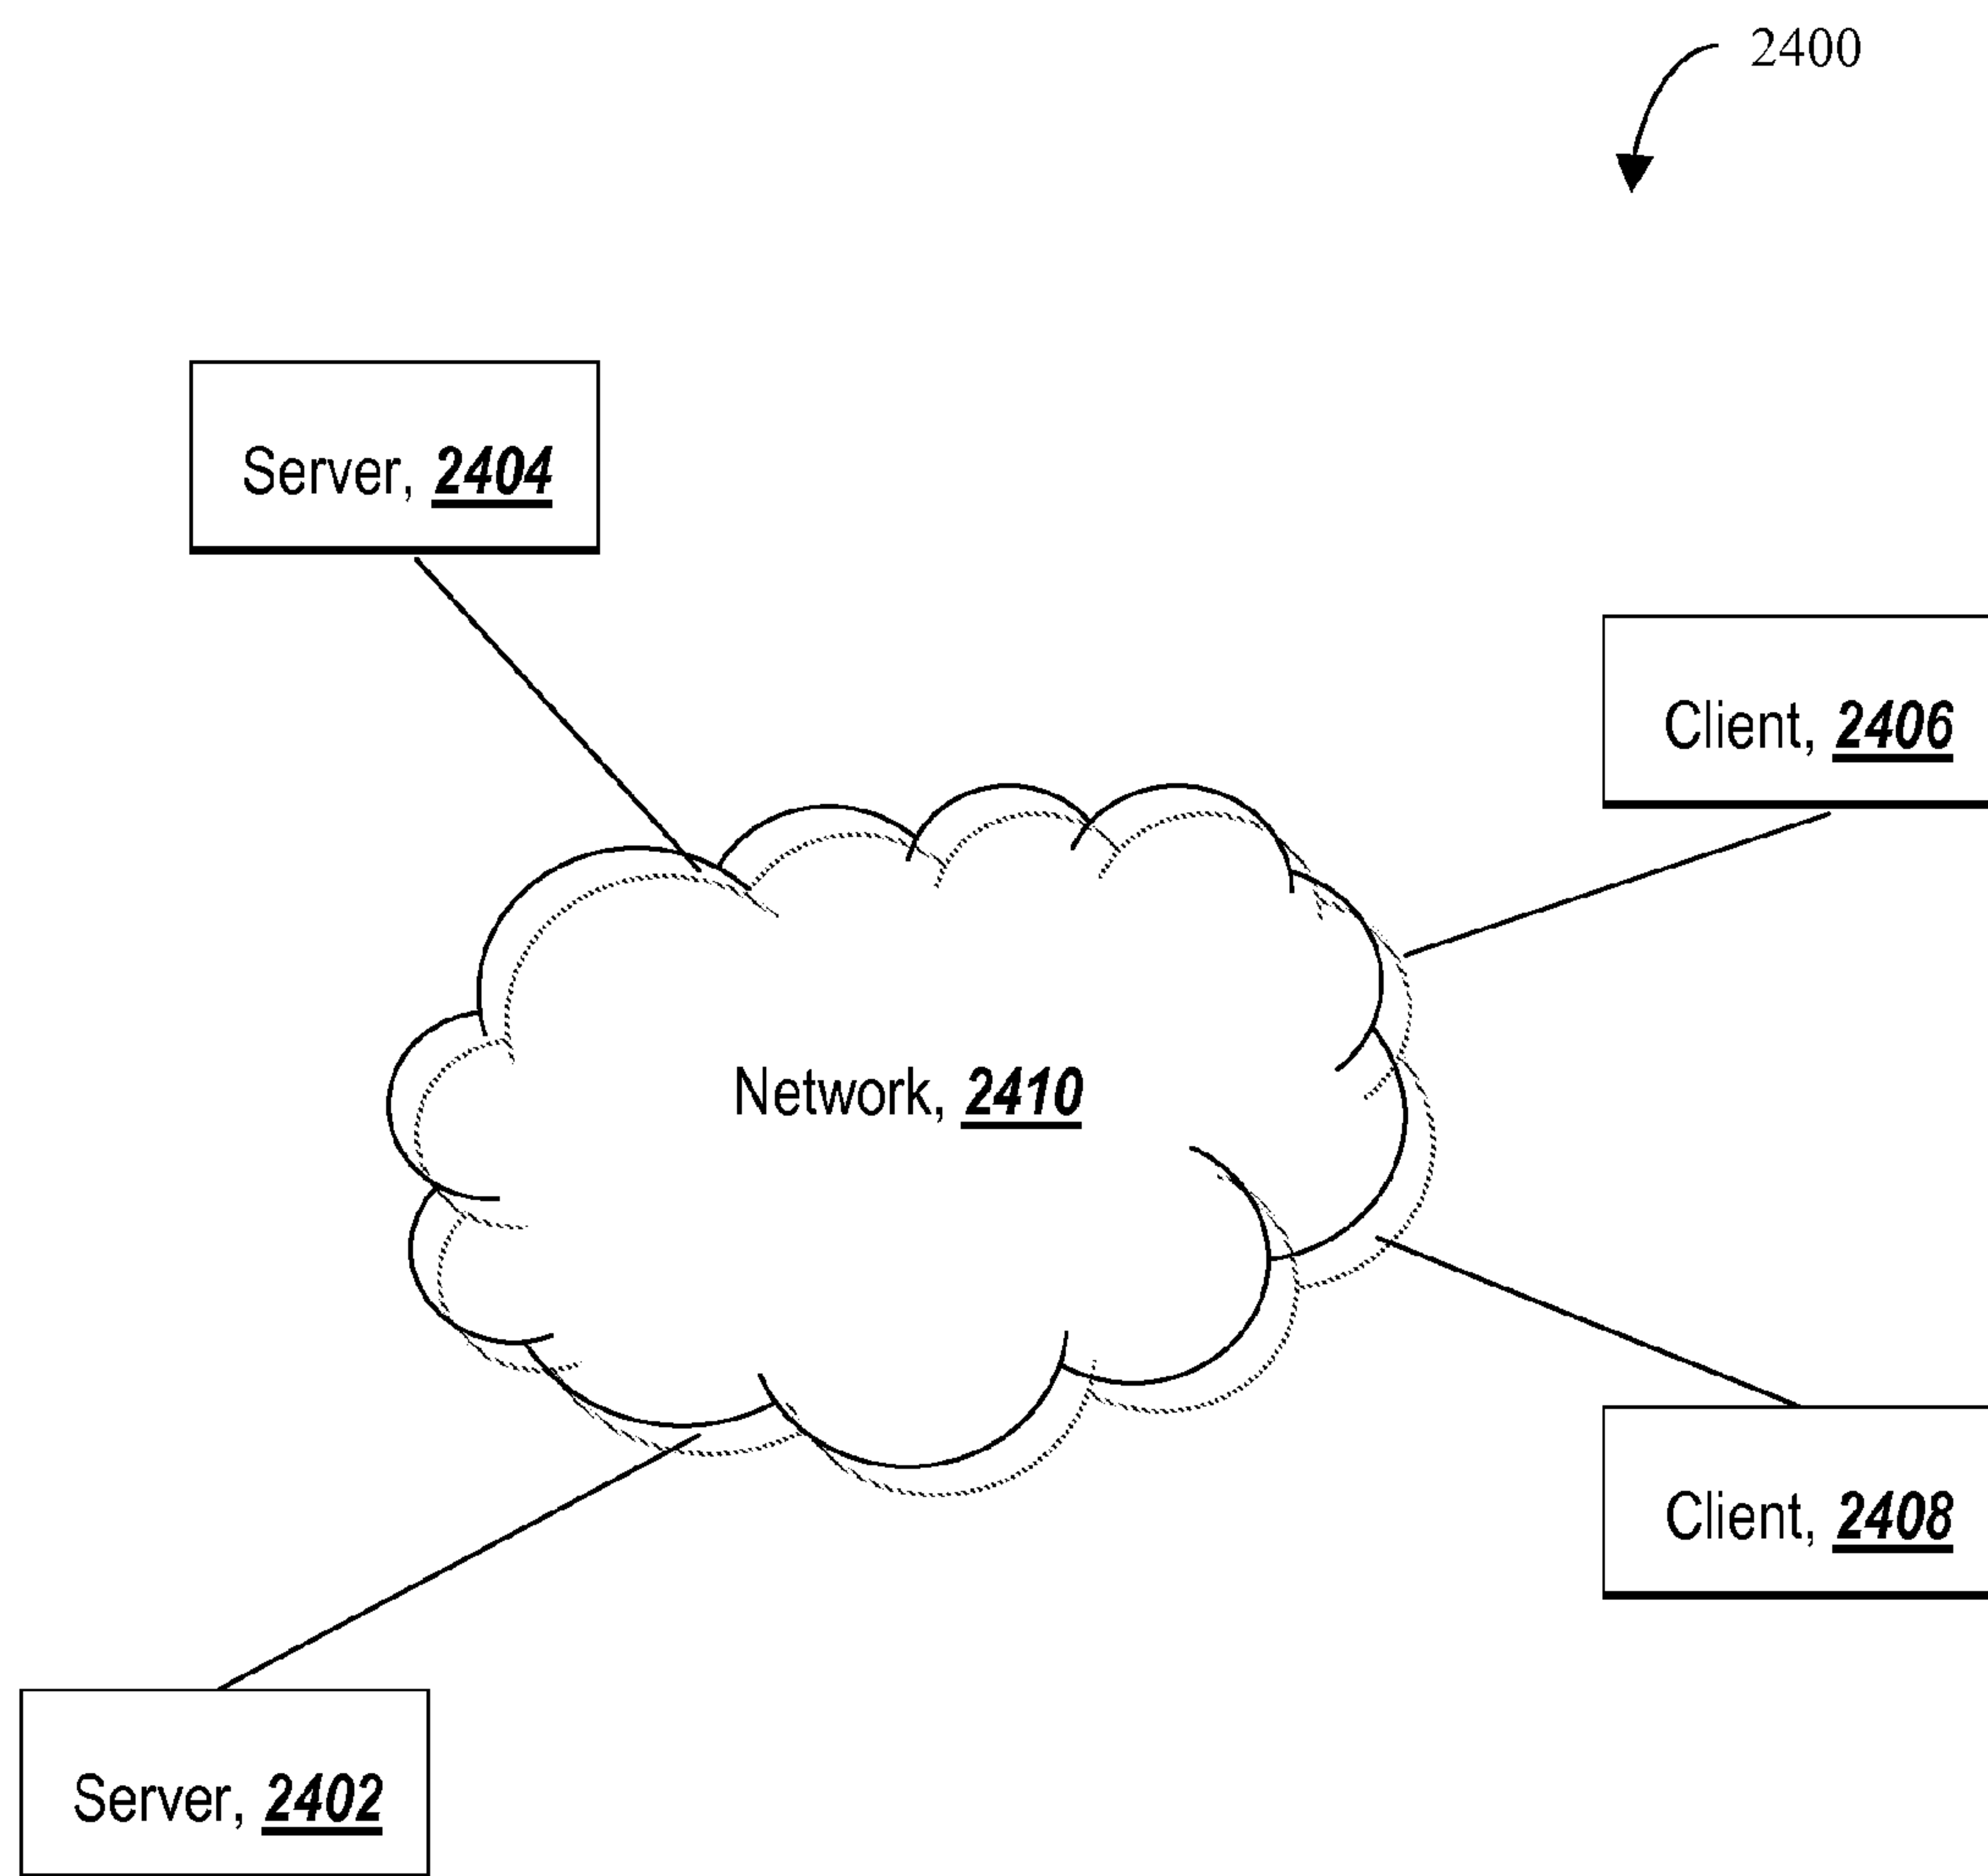 2400
Server, 2404
Client, 2406
Network, 2410
Client, 2408
Server, 2402